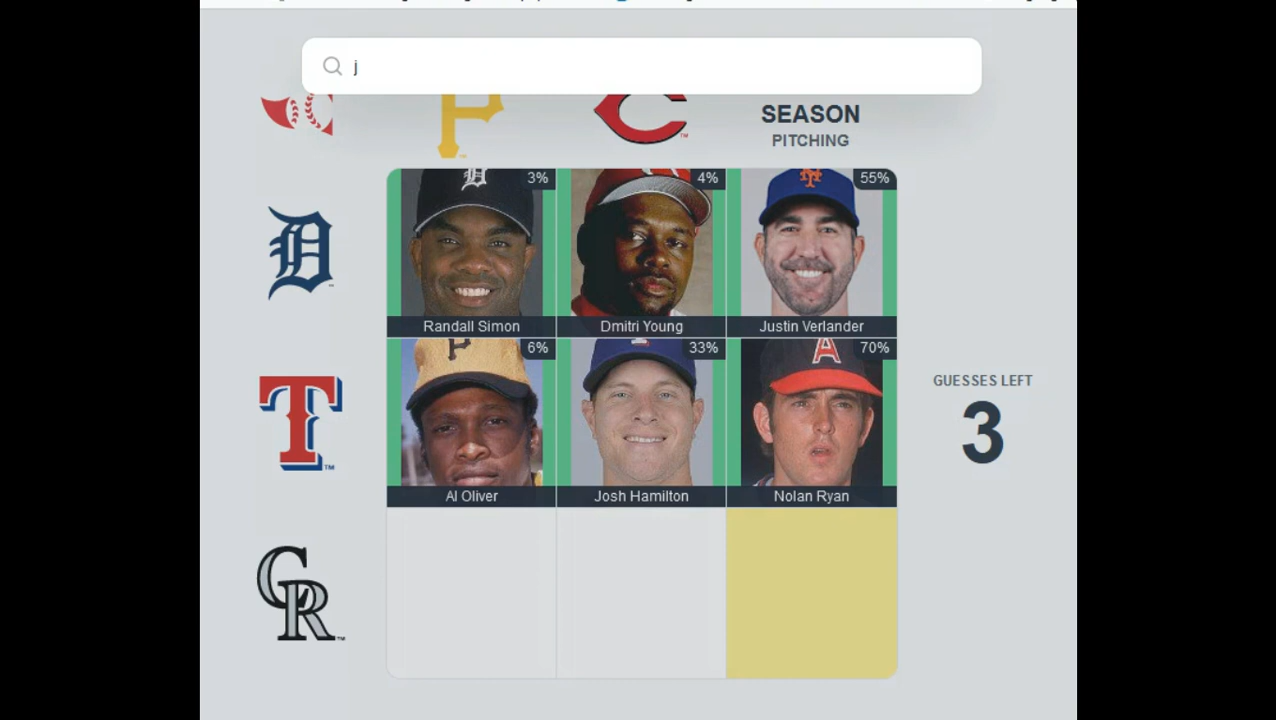 j
P
C
SEASON
PITCHING
D
3%
4%
55%
Randall Simon
Dmitri Young
Justin Verlander
T
6%
33%
70%
GUESSES LEFT
3
Al Oliver
Josh Hamilton
Nolan Ryan
CR